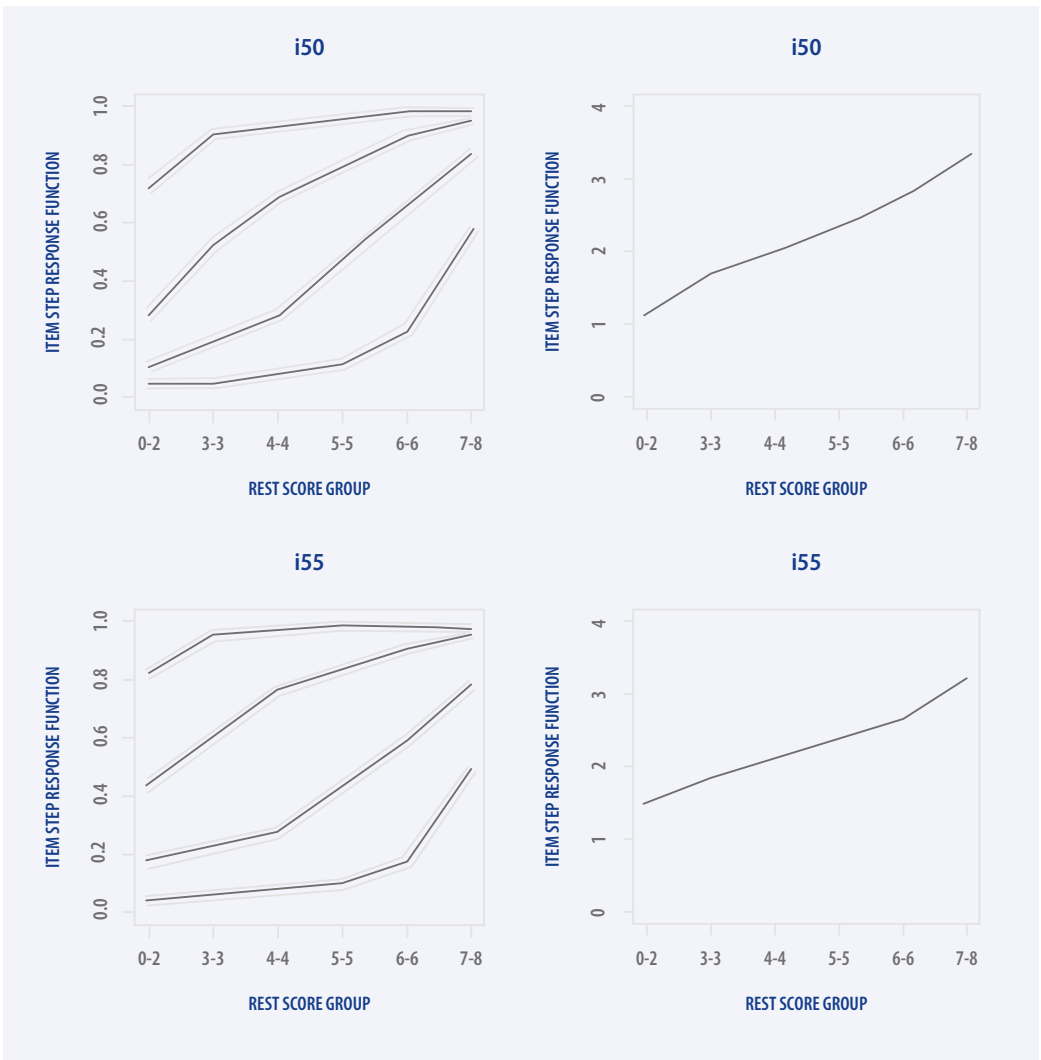 i50
ITEM STEP RESPONSE FUNCTION
1.0
0.8
0.6
0.4
0.2
0.0
0-2 3-3 4-4 5-5 6-6 7-8
REST SCORE GROUP
i50
ITEM STEP RESPONSE FUNCTION
4
3
2
1
0
0-2 3-3 4-4 5-5 6-6 7-8
REST SCORE GROUP
i55
ITEM STEP RESPONSE FUNCTION
1.0
0.8
0.6
0.4
0.2
0.0
0-2 3-3 4-4 5-5 6-6 7-8
REST SCORE GROUP
i55
ITEM STEP RESPONSE FUNCTION
4
3
2
1
0
0-2 3-3 4-4 5-5 6-6 7-8
REST SCORE GROUP